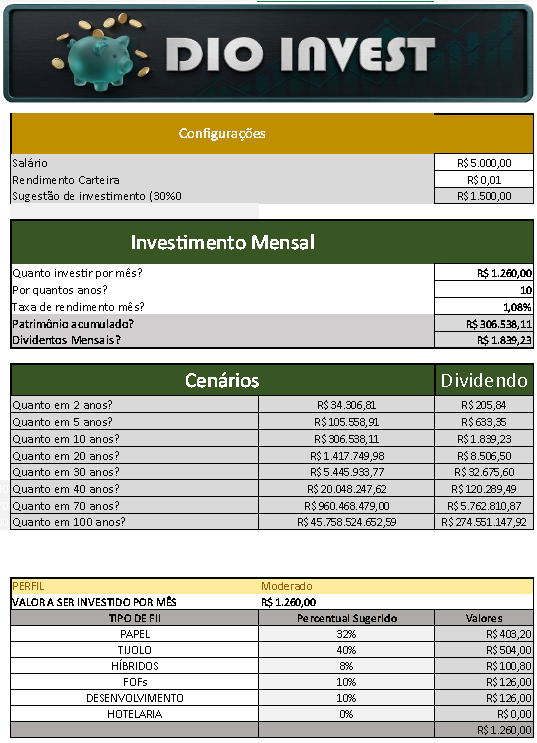 DIO INVEST
Configurações
Salário R$ 5.000,00
Rendimento Carteira R$ 0,01
Sugestão de investimento (30%0 R$ 1.500,00
Investimento Mensal
Quanto investir por mês? R$ 1.260,00
Por quantos anos? 10
Taxa de rendimento mês? 1,08%
Patrimônio acumulado? R$ 306.538,11
Dividentos Mensais? R$ 1.839,23
Cenários Dividendo
Quanto em 2 anos? R$ 34.306,81 R$ 205,84
Quanto em 5 anos? R$ 105.558,91 R$ 633,35
Quanto em 10 anos? R$ 306.538,11 R$ 1.839,23
Quanto em 20 anos? R$ 1.417.749,98 R$ 8.506,50
Quanto em 30 anos? R$ 5.445.933,77 R$ 32.675,60
Quanto em 40 anos? R$ 20.048.247,62 R$ 120.289,49
Quanto em 70 anos? R$ 960.468.479,00 R$ 5.762.810,87
Quanto em 100 anos? R$ 45.758.524.652,59 R$ 274.551.147,92
PERFIL Moderado
VALOR A SER INVESTIDO POR MÊS R$ 1.260,00
TIPO DE FII Percentual Sugerido Valores
PAPEL 32% R$ 403,20
TIJOLO 40% R$ 504,00
HÍBRIDOS 8% R$ 100,80
FOFs 10% R$ 126,00
DESENVOLVIMENTO 10% R$ 126,00
HOTELARIA 0% R$ 0,00
R$ 1.260,00